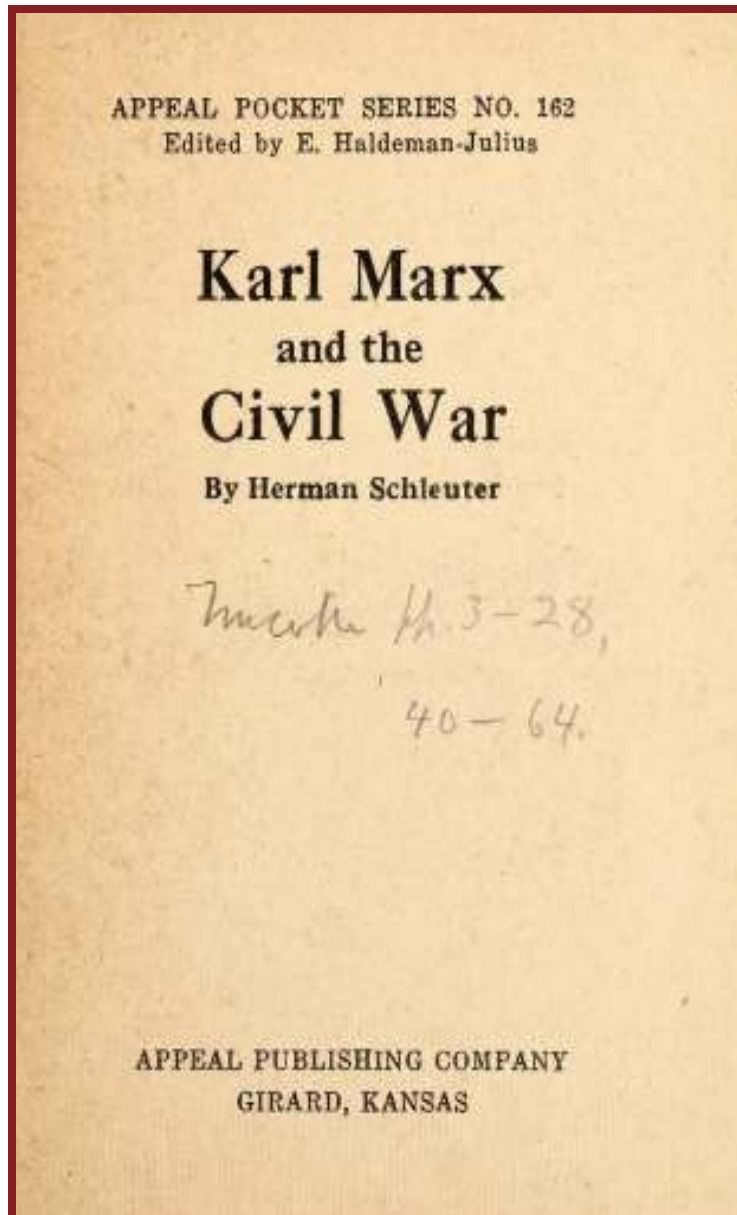 APPEAL POCKET SERIES NO. 162
Edited by E. Haldeman-Julius
Karl Marx
and the
Civil War
By Herman Schleuter
3-28,
40-64.
APPEAL PUBLISHING COMPANY
GIRARD, KANSAS